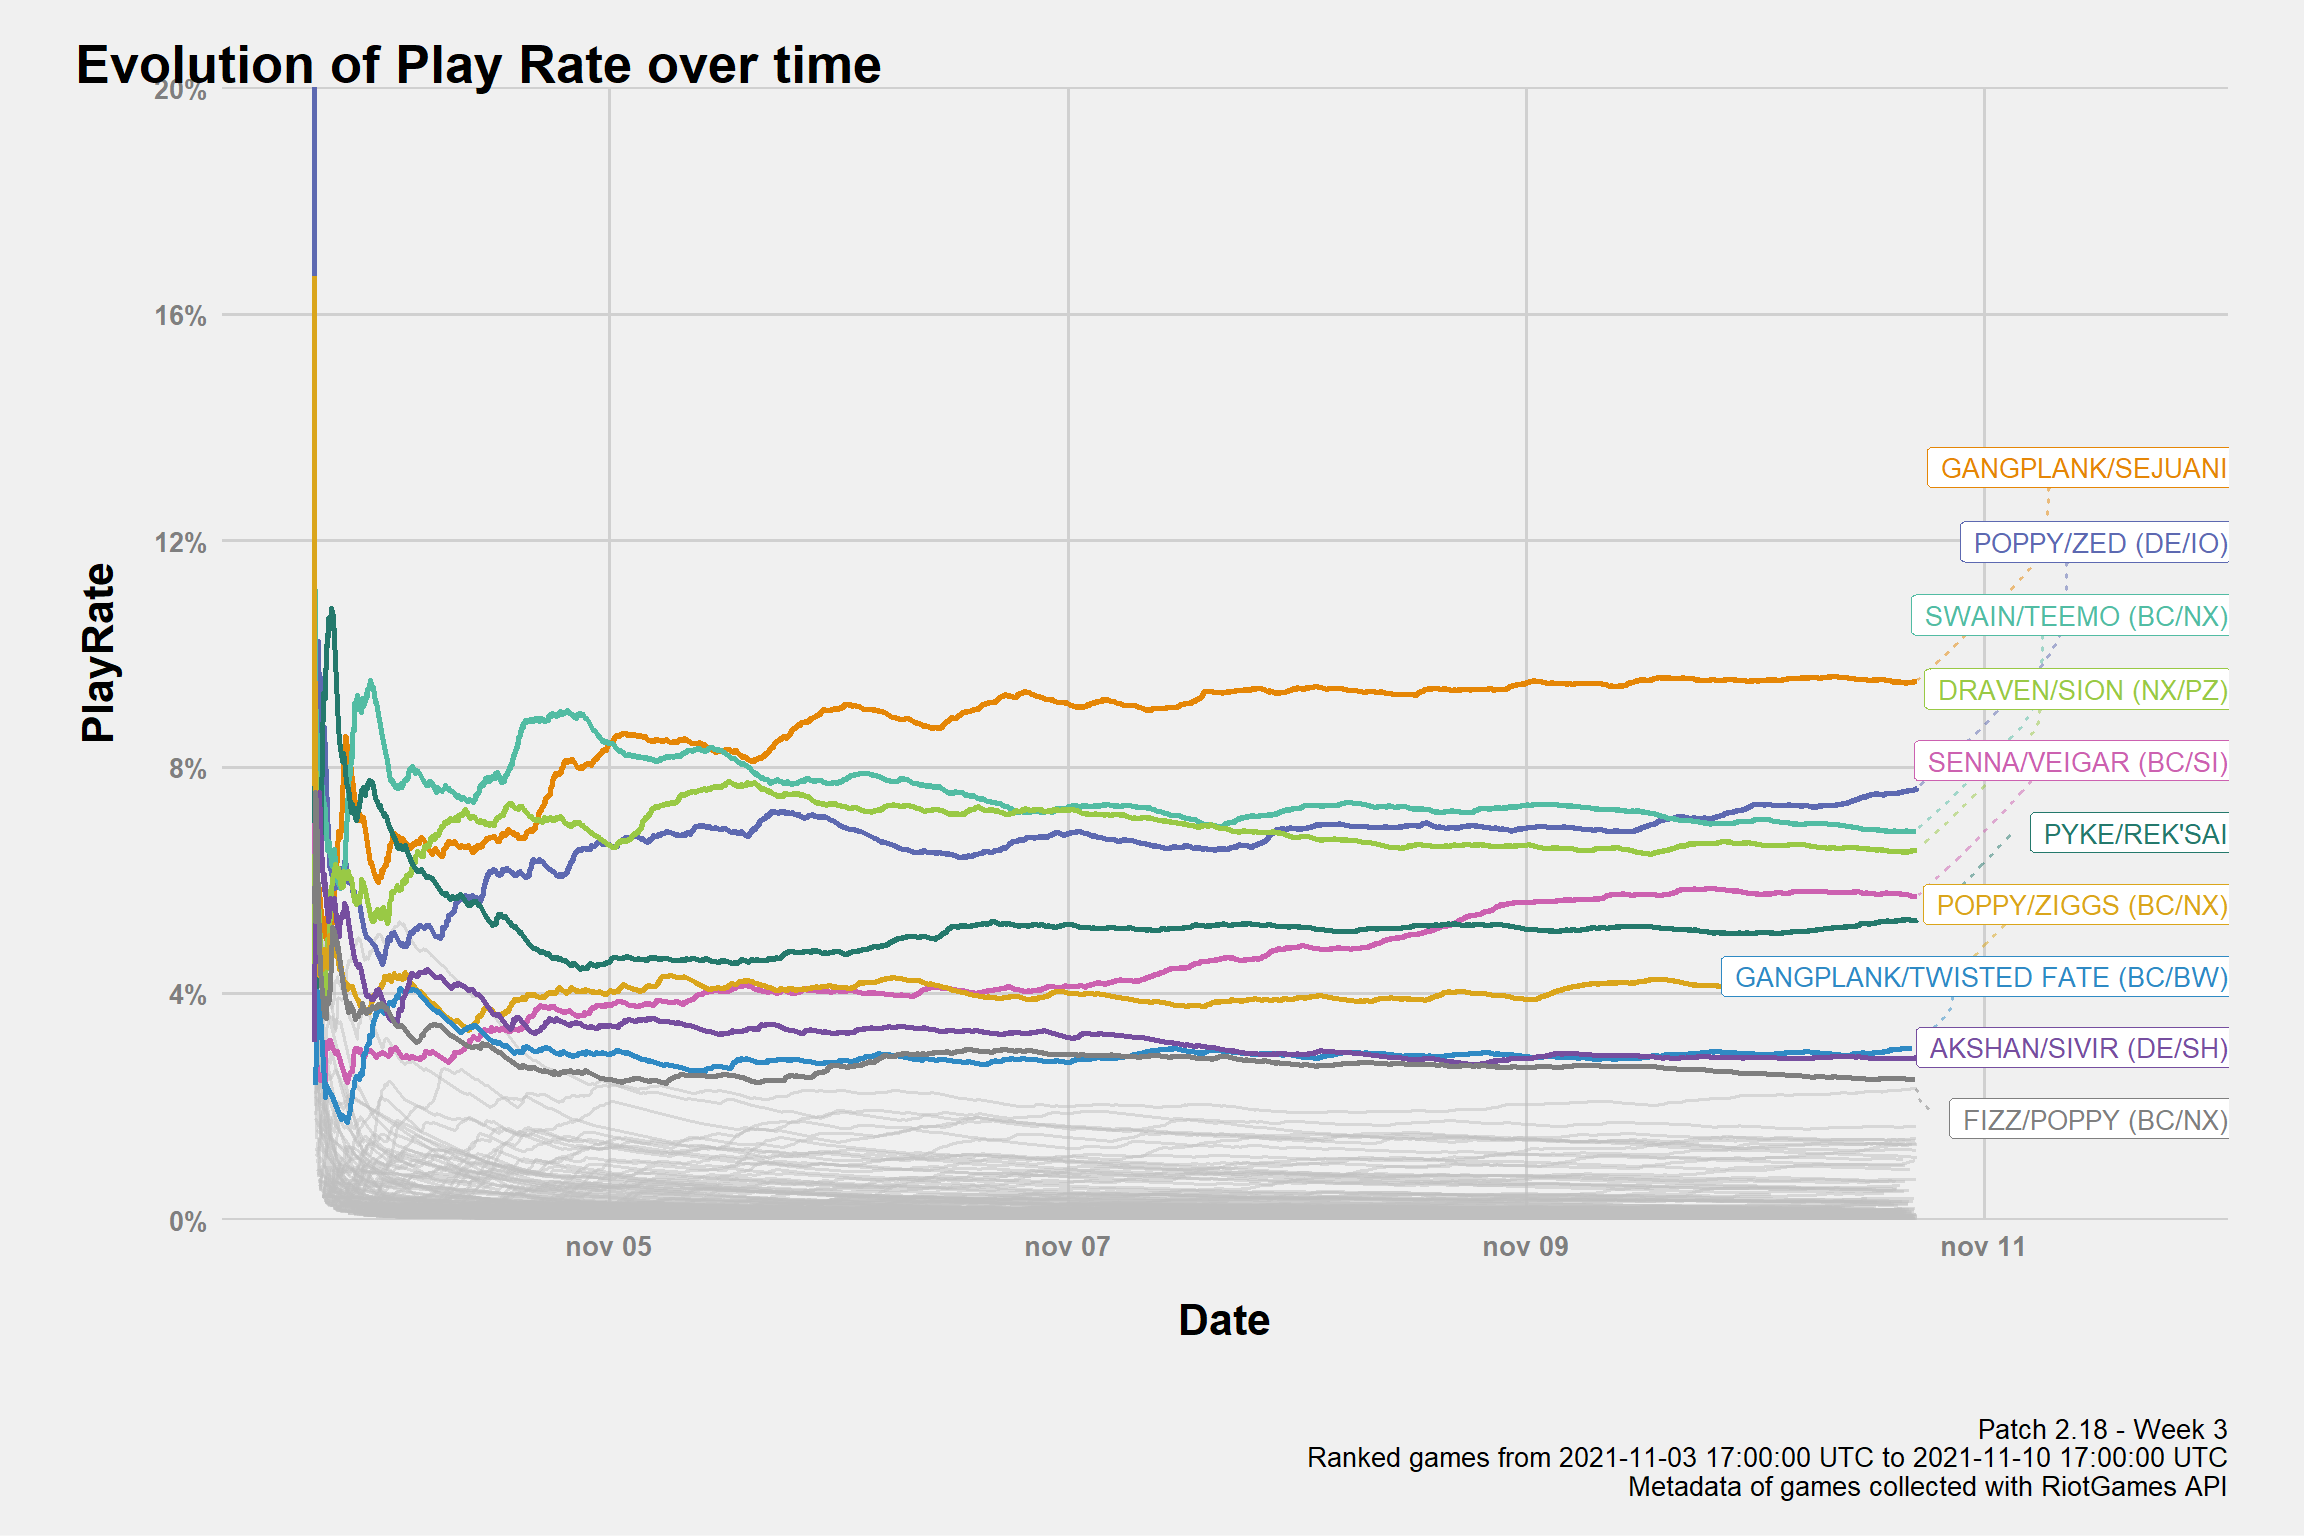 Evolution of Play Rate over time
20%
16%
12%
8%
4%
0%
PlayRate
GANGPLANK/SEJUANI
POPPY/ZED (DE/IO)
SWAIN/TEEMO (BC/NX)
DRAVEN/SION (NX/PZ)
SENNA/VEIGAR (BC/SI)
PYKE/REK'SAI
POPPY/ZIGGS (BC/NX)
GANGPLANK/TWISTED FATE (BC/BW)
AKSHAN/SIVIR (DE/SH)
FIZZ/POPPY (BC/NX)
nov 05
nov 07
nov 09
nov 11
Date
Patch 2.18 - Week 3
Ranked games from 2021-11-03 17:00:00 UTC to 2021-11-10 17:00:00 UTC
Metadata of games collected with RiotGames API